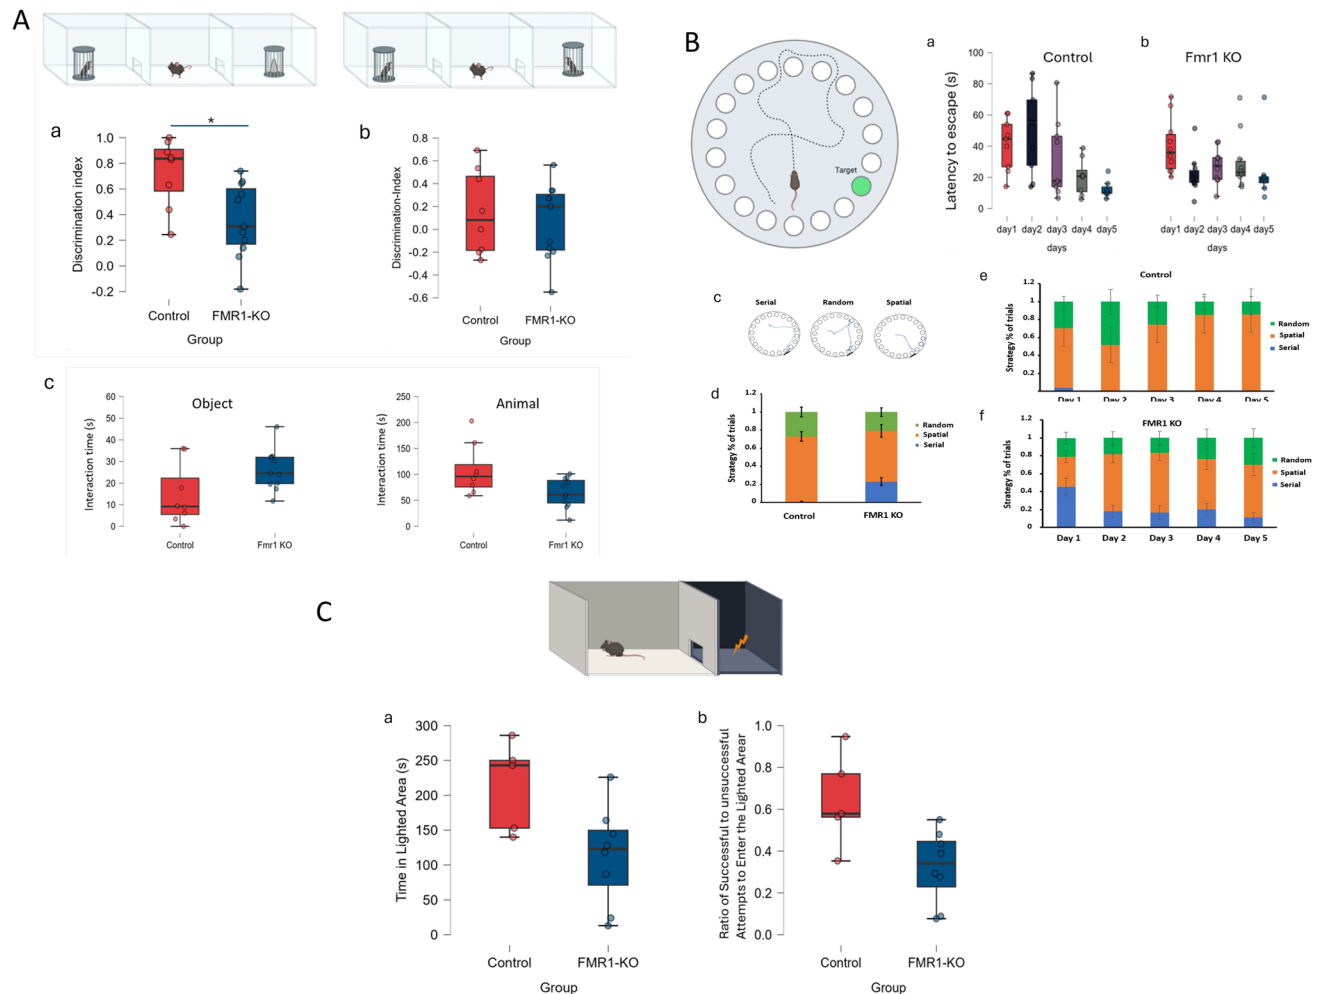 A
a
Discrimination index
1.0
0.8
0.6
0.4
0.2
0.0
-0.2
*
Control
FMR1-KO
Group
b
Discrimination-Index
0.8
0.6
0.4
0.2
0.0
-0.2
-0.4
-0.6
Control
FMR1-KO
Group
c
Object
Interaction time (s)
60
50
40
30
20
10
0
Control
Fmr1 KO
Animal
Interaction time (s)
250
200
150
100
50
0
Control
Fmr1 KO
B
Target
a
Control
Latency to escape (s)
100
80
60
40
20
0
day1 day2 day3 day4 day5
days
b
Fmr1 KO
day1 day2 day3 day4 day5
days
c
Serial
Random
Spatial
d
Strategy % of trials
1.2
1
0.8
0.6
0.4
0.2
0
Random
Spatial
Serial
Control
FMR1 KO
e
Control
Strategy % of trials
1.2
1
0.8
0.6
0.4
0.2
Random
Spatial
Serial
Day 1 Day 2 Day 3 Day 4 Day 5
f
FMR1 KO
Strategy % of trials
1.2
1
0.8
0.6
0.4
0.2
0
Random
Spatial
Serial
Day 1 Day 2 Day 3 Day 4 Day 5
C
a
Time in Lighted Area (s)
300
250
200
150
100
50
0
Control
FMR1-KO
Group
b
Ratio of Successful to unsuccessful
Attempts to Enter the Lighted Arear
1.0
0.8
0.6
0.4
0.2
0.0
Control
FMR1-KO
Group